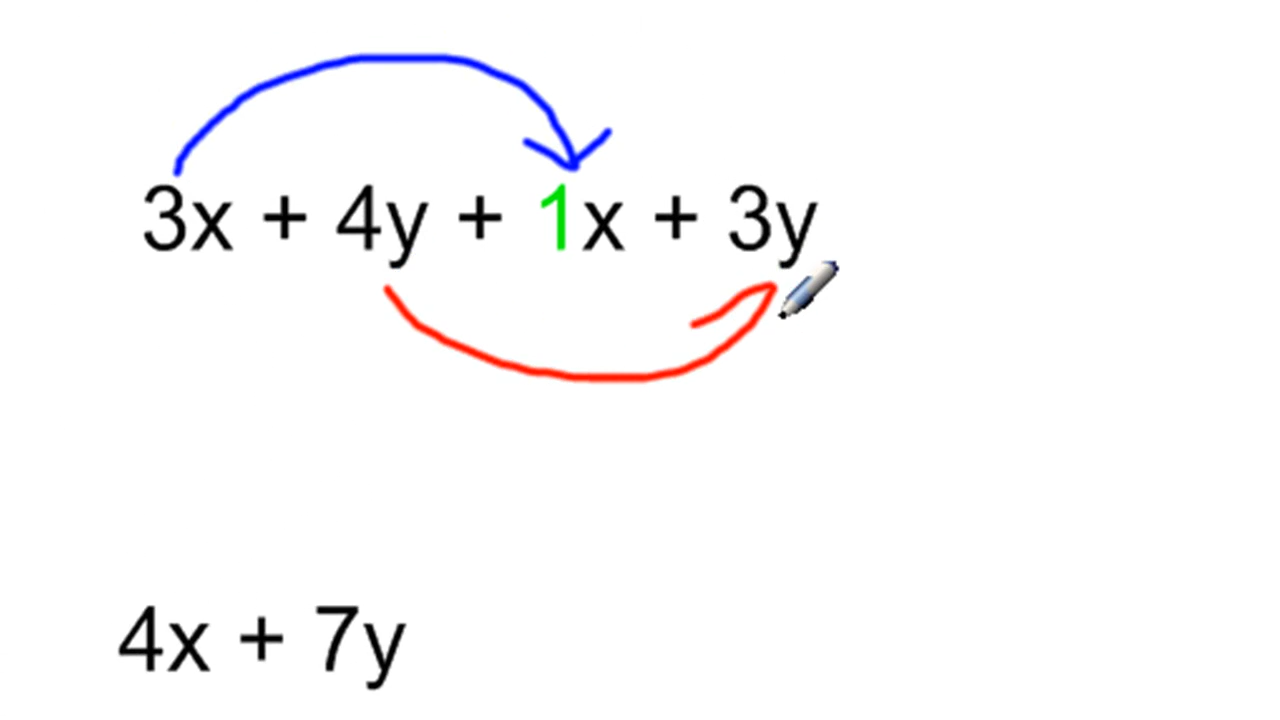 3x + 4y + 1x + 3y
4x + 7y